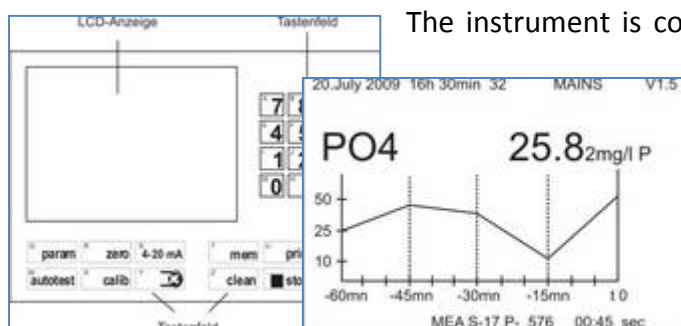 LCD-Anzeige Tastenfeld
The instrument is co
7
4
1
0
param zero 4-20 mA mem pri
autotest calib clean sto
20.July 2009 16h 30min 32 MAINS V1.5
PO4 25.82mg/l P
50
25
10
-60mn -45mn -30mn -15mn t 0
MEA S-17 P- 576 00:45 sec